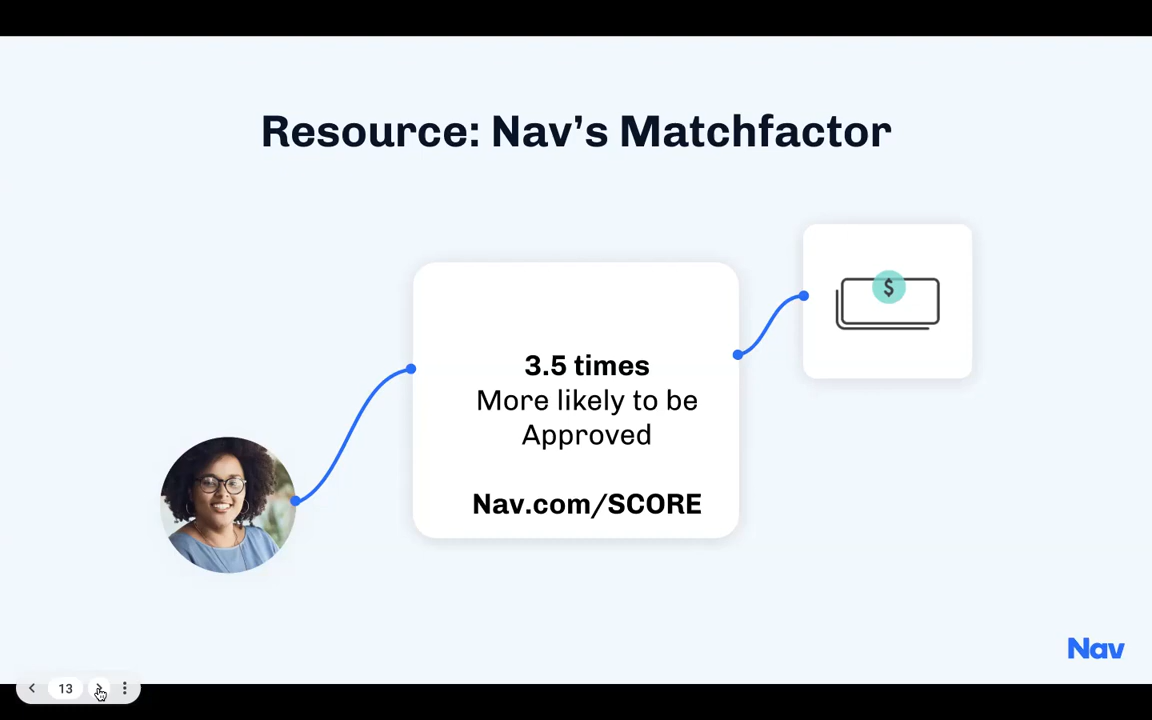 Resource: Nav’s Matchfactor
$
3.5 times
More likely to be
Approved
Nav.com/SCORE
Nav
13